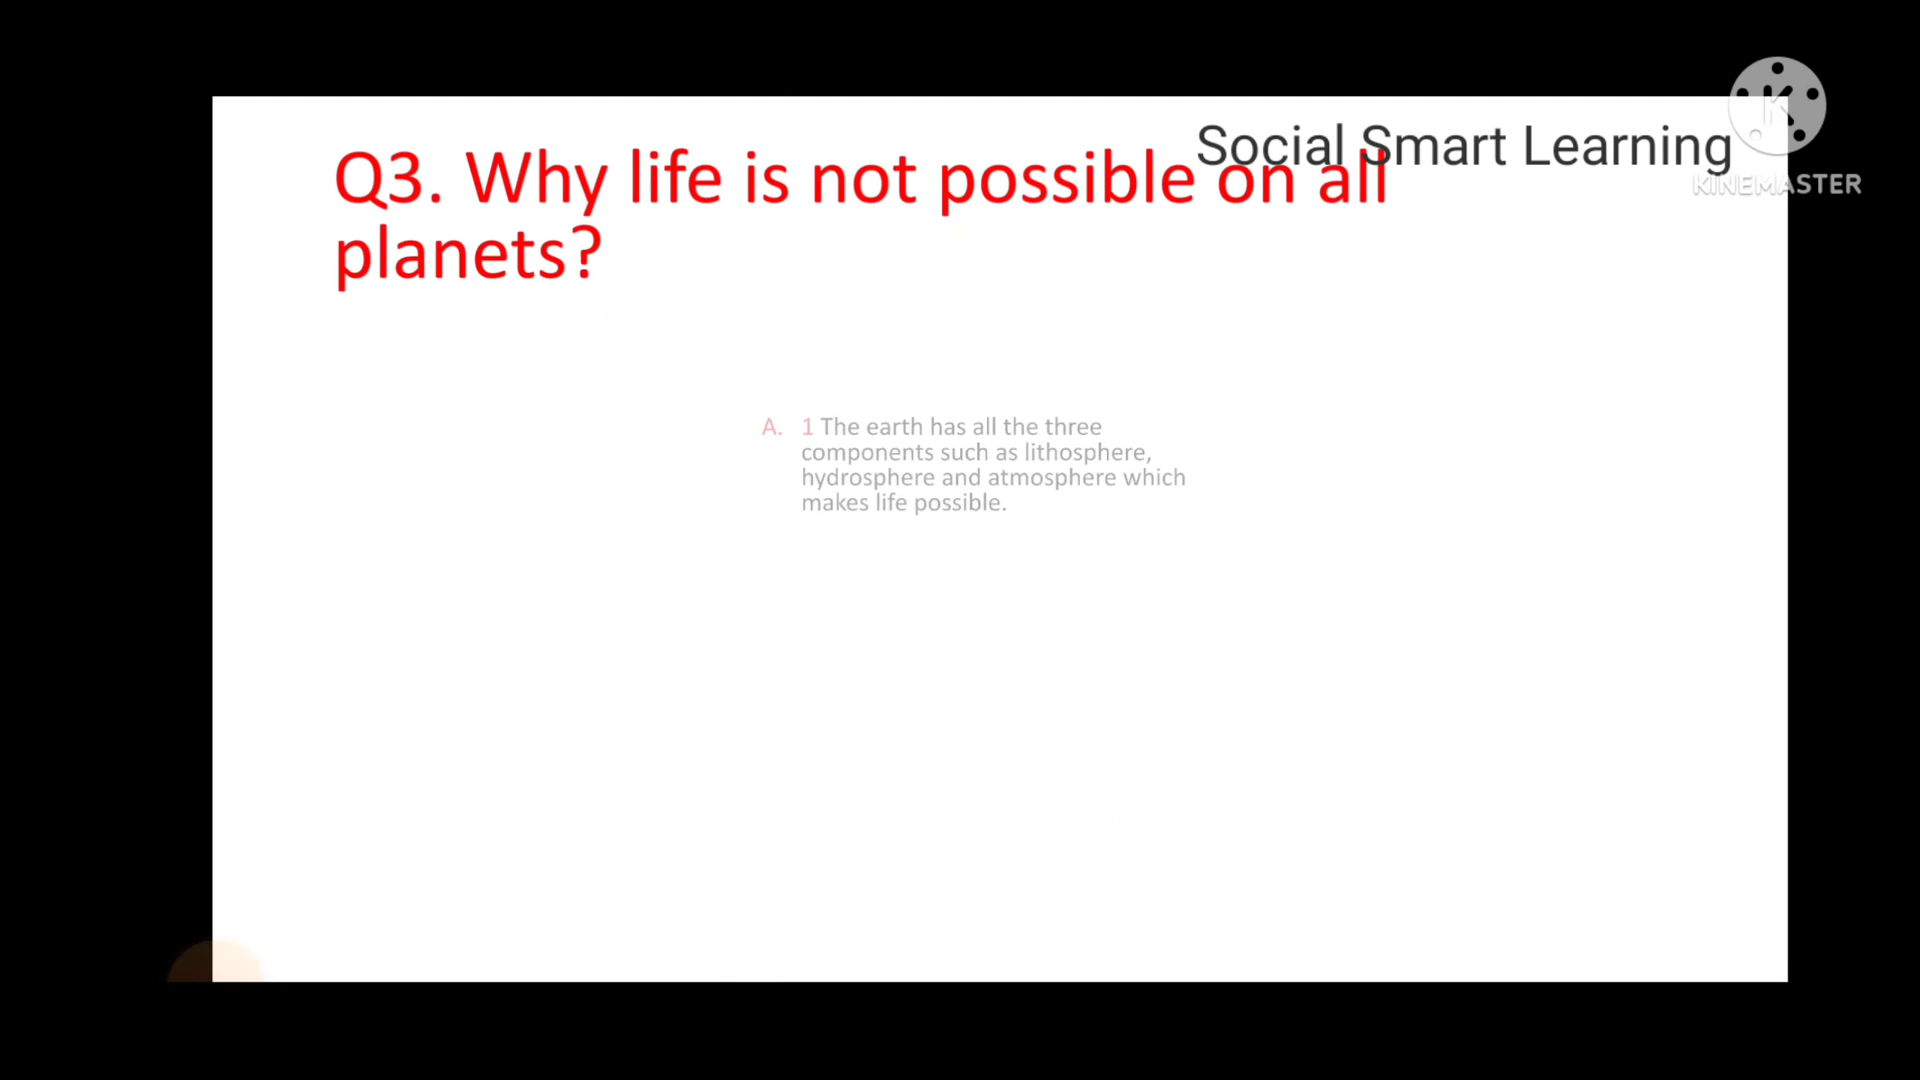 Social Smart Learning
KINEMASTER
Q3. Why life is not possible on all
planets?
A. 1 The earth has all the three
components such as lithosphere,
hydrosphere and atmosphere which
makes life possible.